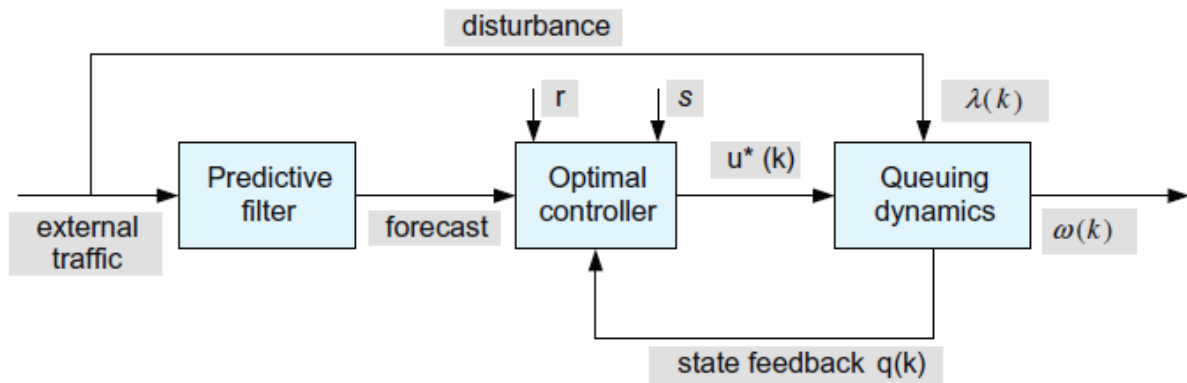 disturbance
r
s
λ(k)
Predictive
filter
Optimal
controller
u* (k)
Queuing
dynamics
external
traffic
forecast
ω(k)
state feedback q(k)